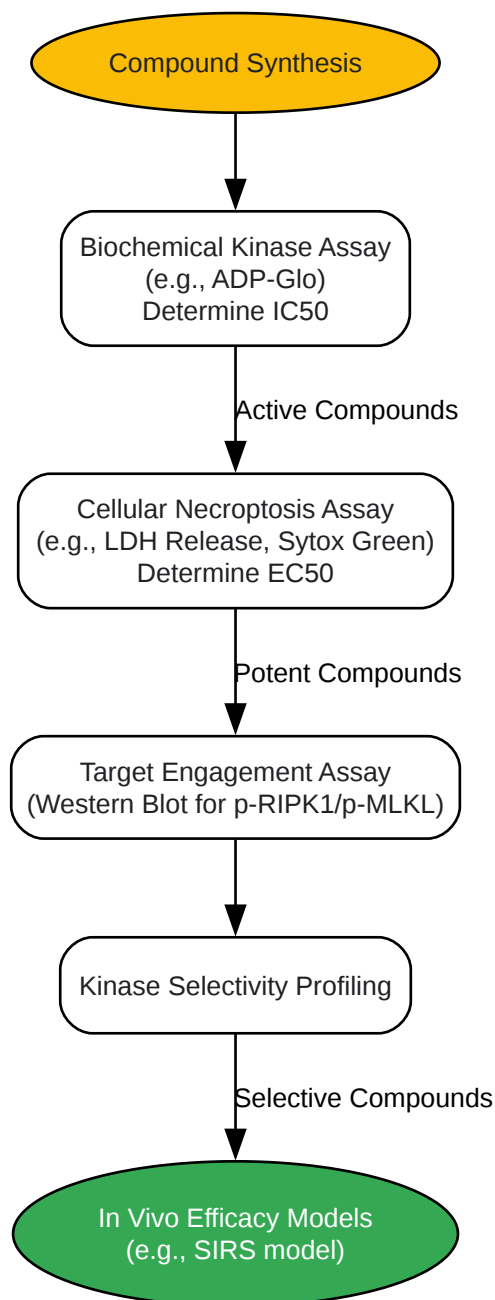 Compound Synthesis
Biochemical Kinase Assay
(e.g., ADP-Glo)
Determine IC50
Active Compounds
Cellular Necroptosis Assay
(e.g., LDH Release, Sytox Green)
Determine EC50
Potent Compounds
Target Engagement Assay
(Western Blot for p-RIPK1/p-MLKL)
Kinase Selectivity Profiling
Selective Compounds
In Vivo Efficacy Models
(e.g., SIRS model)